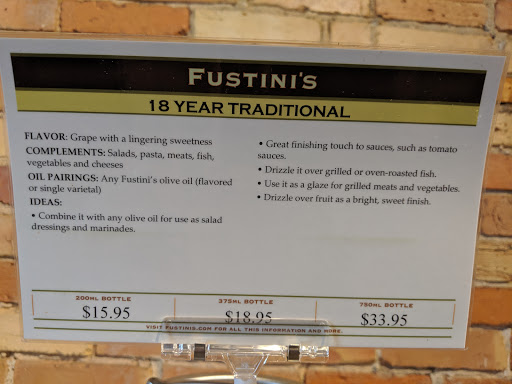 FUSTINI'S
18 YEAR TRADITIONAL
FLAVOR: Grape with a lingering sweetness
COMPLEMENTS: Salads, pasta, meats, fish,
vegetables and cheeses
OIL PAIRINGS: Any Fustini's olive oil (flavored
or single varietal)
IDEAS:
• Combine it with any olive oil for use as salad
dressings and marinades.
• Great finishing touch to sauces, such as tomato
sauces.
• Drizzle it over grilled or oven-roasted fish.
• Use it as a glaze for grilled meats and vegetables.
• Drizzle over fruit as a bright, sweet finish.
200ML BOTTLE
$15.95
375ML BOTTLE
$18.95
750ML BOTTLE
$33.95
VISIT FUSTINIS.COM FOR ALL THIS INFORMATION AND MORE.